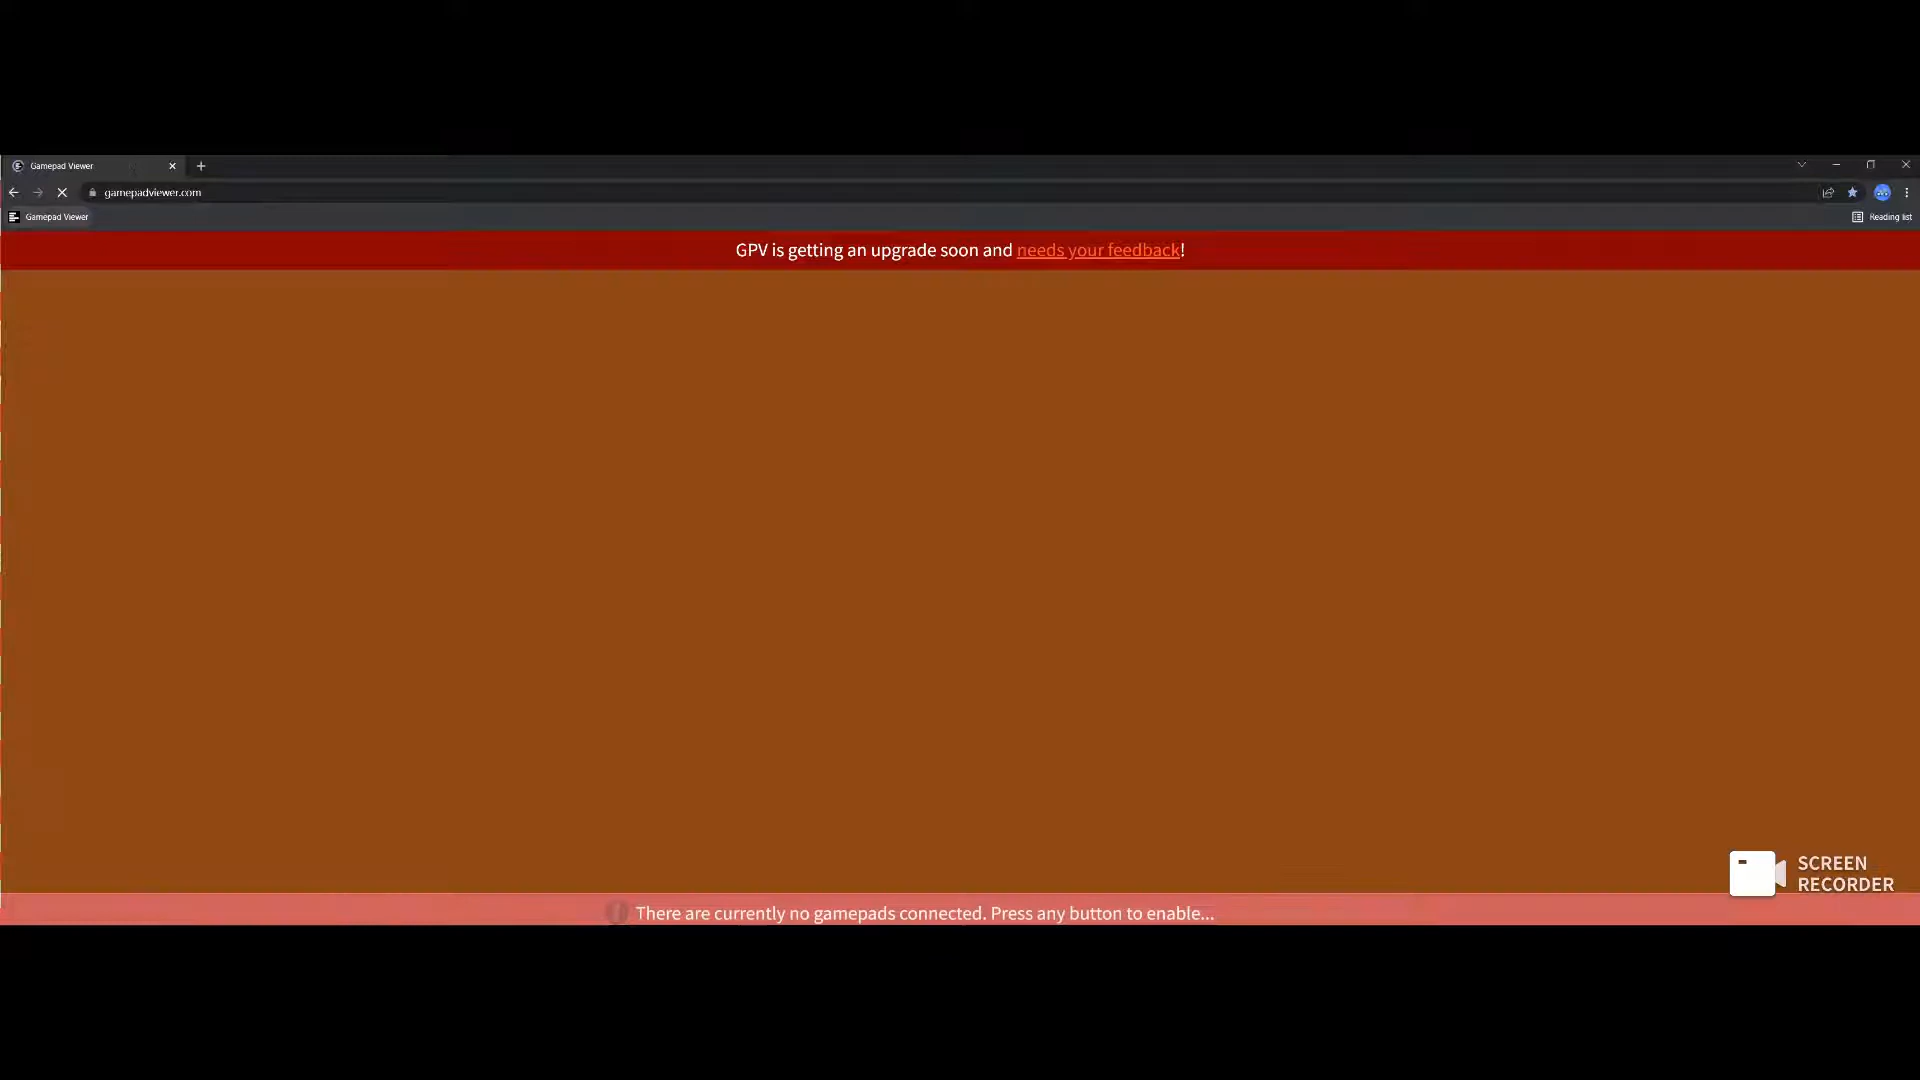 Gamepad Viewer
gamepadviewer.com
Gamepad Viewer
Reading list
GPV is getting an upgrade soon and needs your feedback!
SCREEN
RECORDER
There are currently no gamepads connected. Press any button to enable...